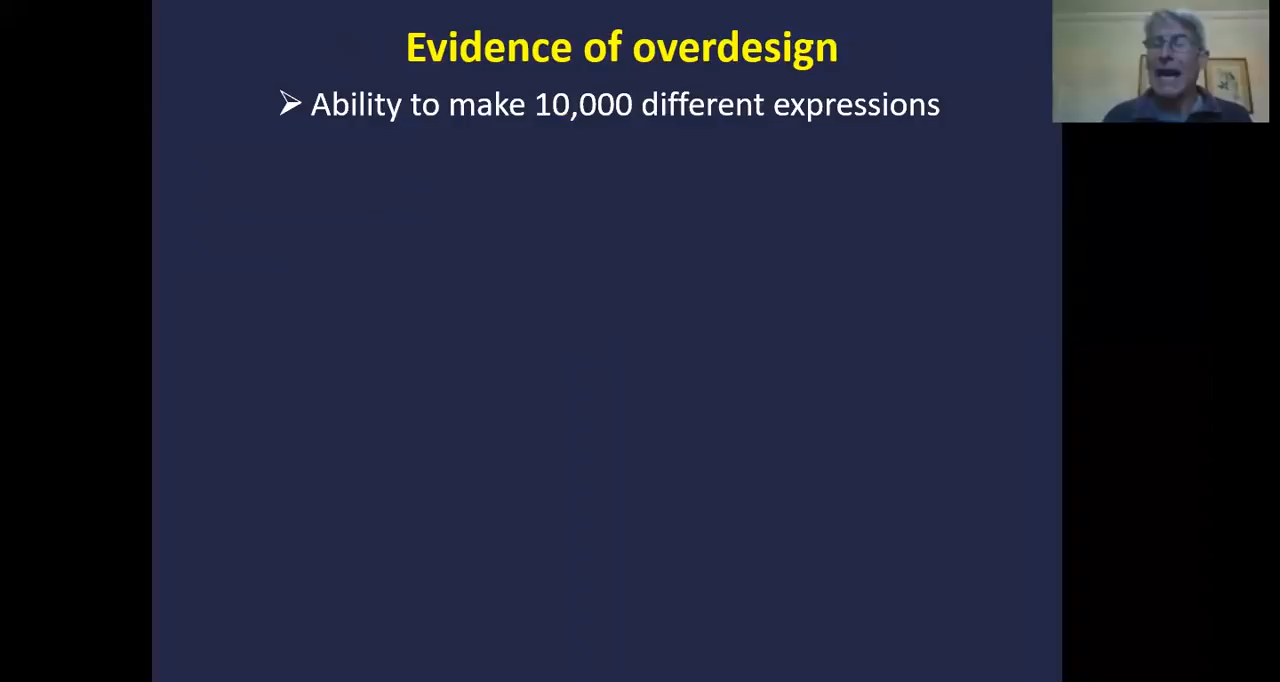 Evidence of overdesign
➢ Ability to make 10,000 different expressions